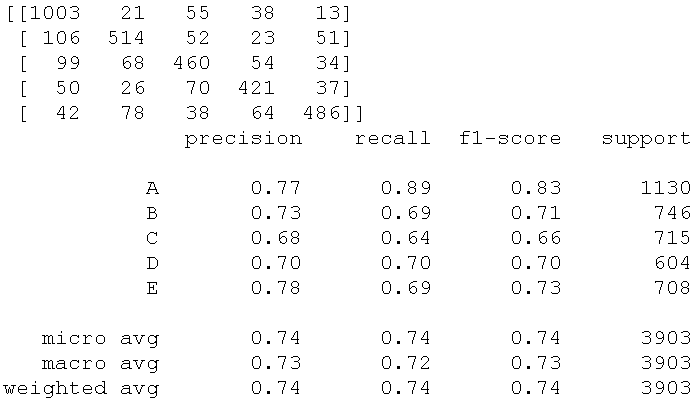 [[1003 21 55 38 13]
[ 106 514 52 23 51]
[ 99 68 460 54 34]
[ 50 26 70 421 37]
[ 42 78 38 64 486]]
precision recall f1-score support
A 0.77 0.89 0.83 1130
B 0.73 0.69 0.71 746
C 0.68 0.64 0.66 715
D 0.70 0.70 0.70 604
E 0.78 0.69 0.73 708
micro avg 0.74 0.74 0.74 3903
macro avg 0.73 0.72 0.73 3903
weighted avg 0.74 0.74 0.74 3903